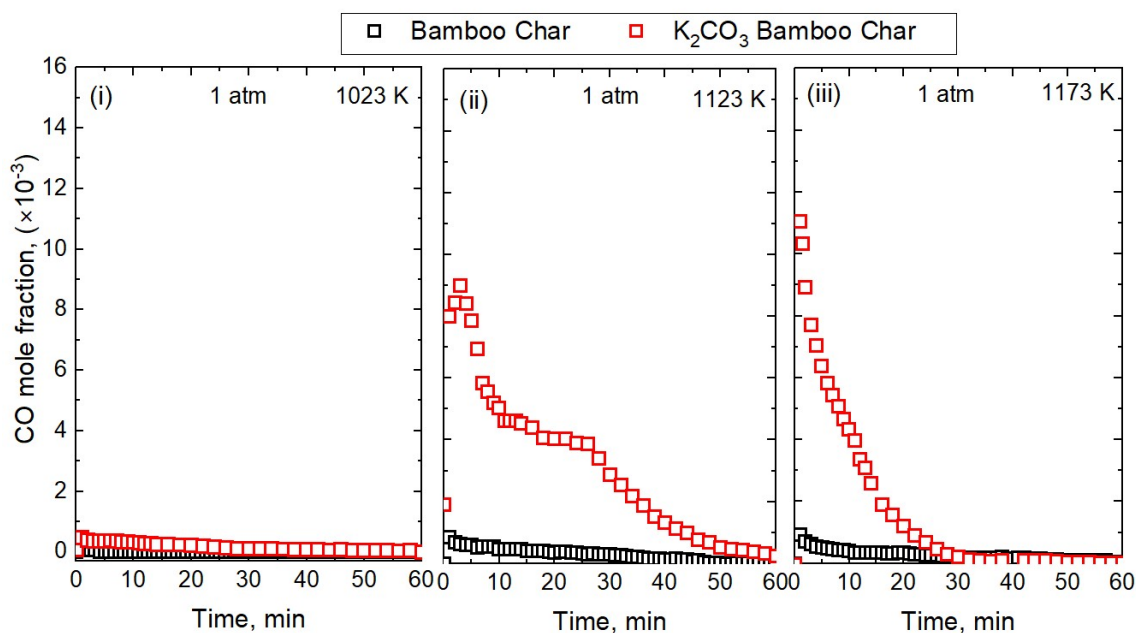 Bamboo Char K₂CO₃ Bamboo Char
(i) 1 atm 1023 K
(ii) 1 atm 1123 K
(iii) 1 atm 1173 K
CO mole fraction, (×10⁻³)
16
14
12
10
8
6
4
2
0
0 10 20 30 40 50 60
0 10 20 30 40 50 60
0 10 20 30 40 50 60
Time, min
Time, min
Time, min